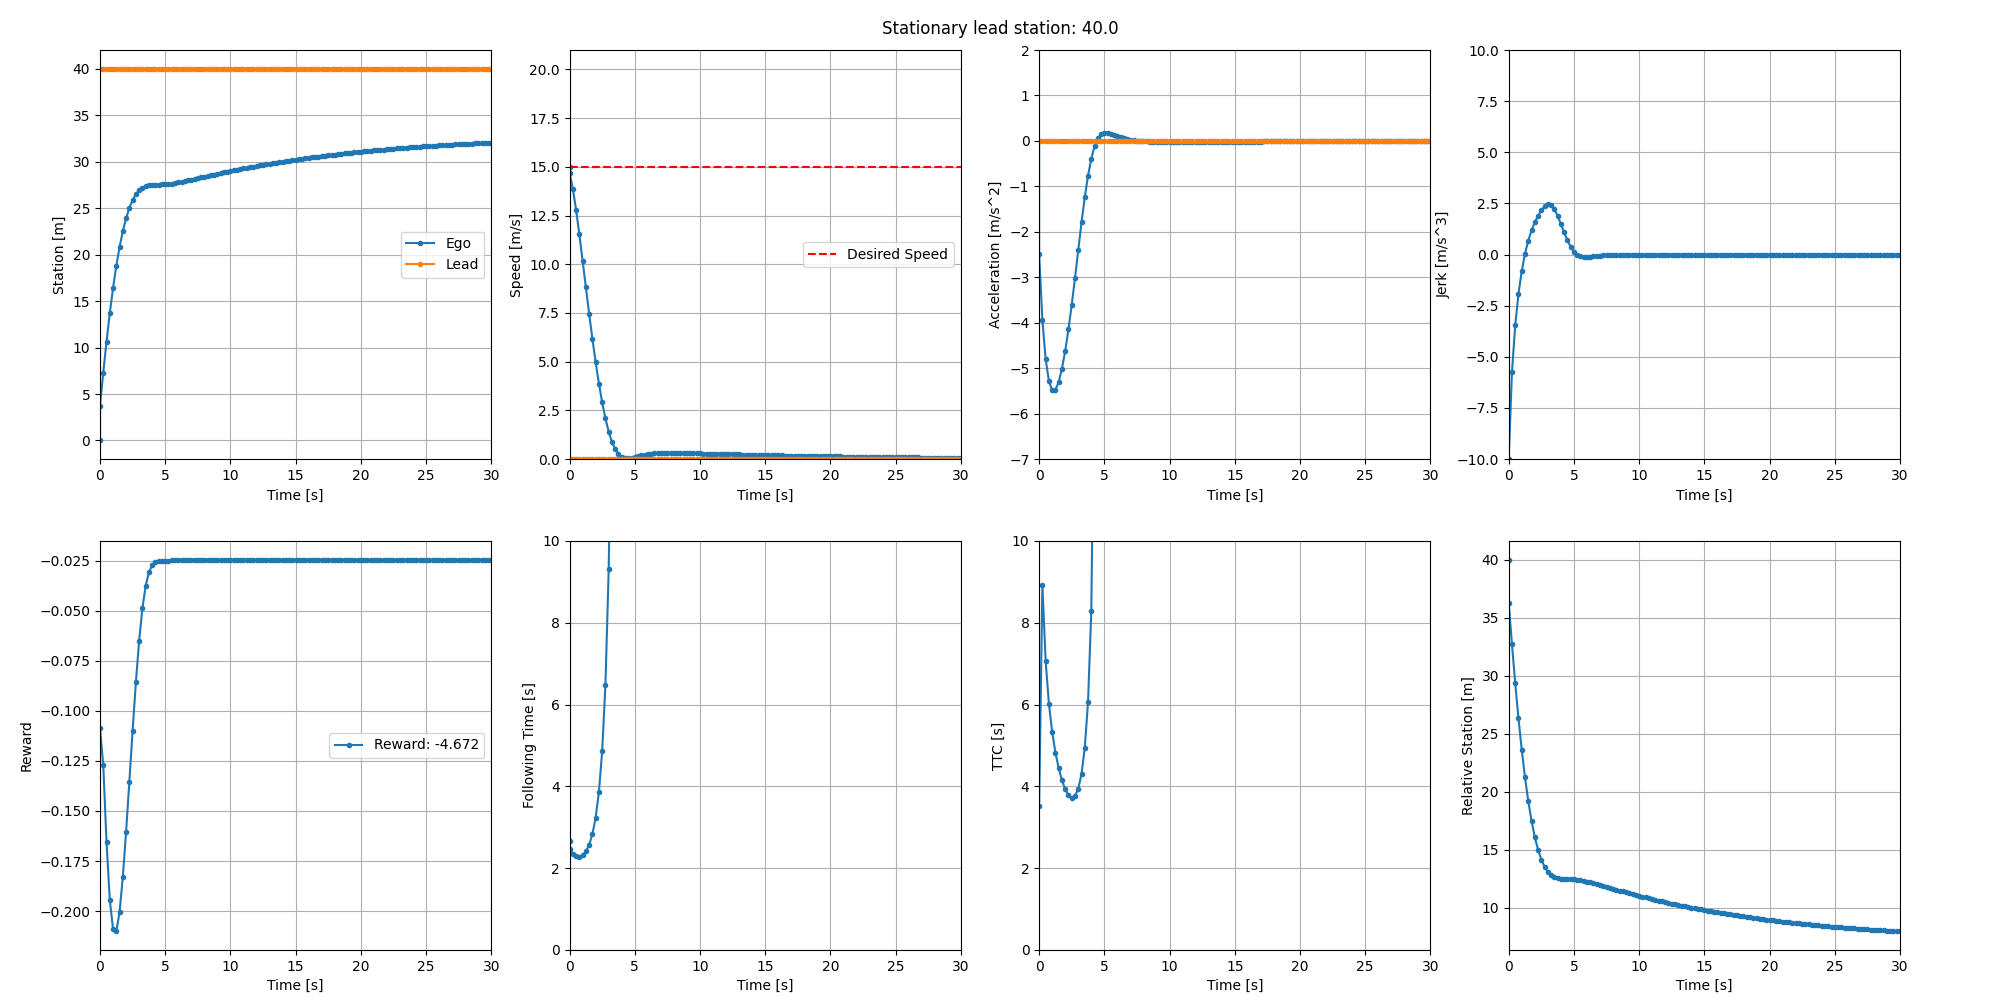 Stationary lead station: 40.0
Station [m]
40
35
30
25
20
15
10
5
0
Ego
Lead
0 5 10 15 20 25 30
Time [s]
Speed [m/s]
20.0
17.5
15.0
12.5
10.0
7.5
5.0
2.5
0.0
Desired Speed
0 5 10 15 20 25 30
Time [s]
Acceleration [m/s^2]
2
1
0
−1
−2
−3
−4
−5
−6
−7
0 5 10 15 20 25 30
Time [s]
Jerk [m/s^3]
10.0
7.5
5.0
2.5
0.0
−2.5
−5.0
−7.5
−10.0
0 5 10 15 20 25 30
Time [s]
Reward
−0.025
−0.050
−0.075
−0.100
−0.125
−0.150
−0.175
−0.200
Reward: -4.672
0 5 10 15 20 25 30
Time [s]
Following Time [s]
10
8
6
4
2
0
0 5 10 15 20 25 30
Time [s]
TTC [s]
10
8
6
4
2
0
0 5 10 15 20 25 30
Time [s]
Relative Station [m]
40
35
30
25
20
15
10
0 5 10 15 20 25 30
Time [s]